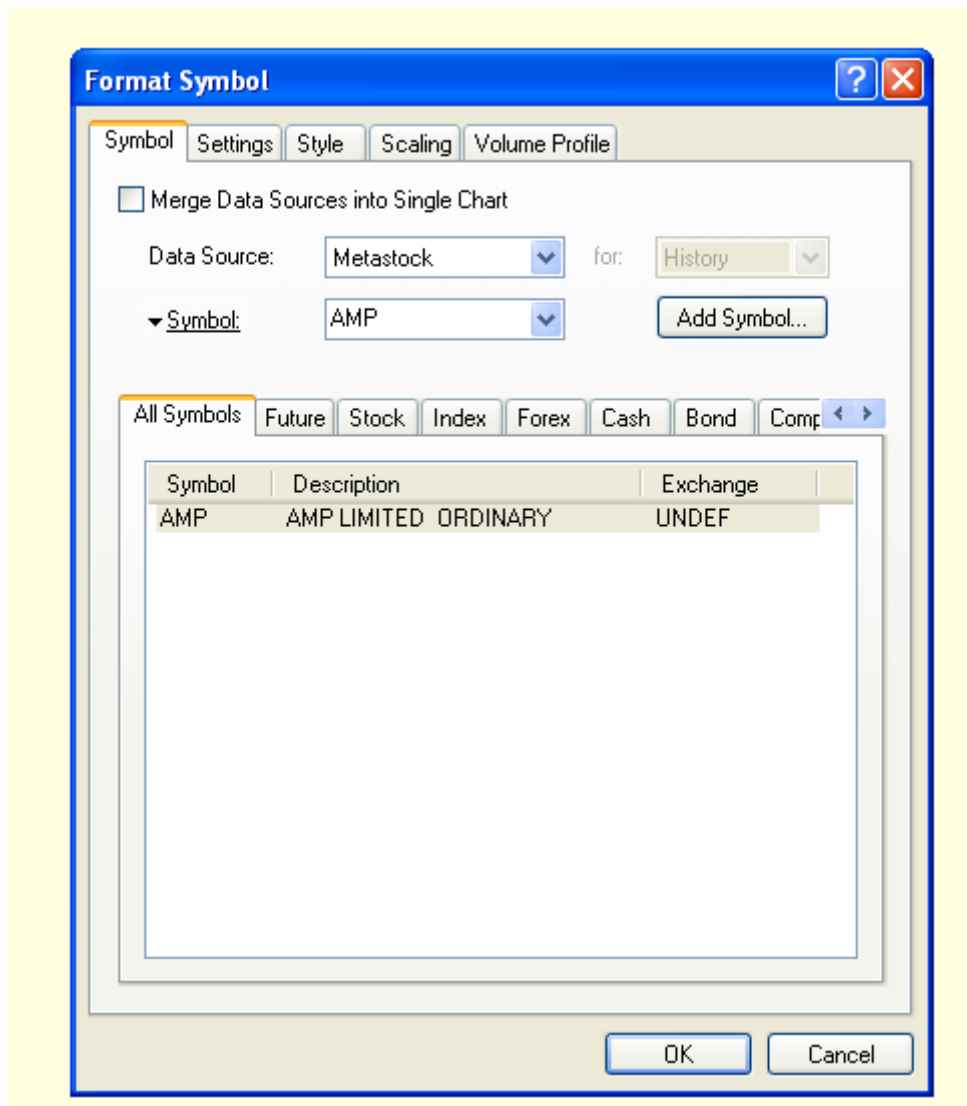 Format Symbol
Symbol Settings Style Scaling Volume Profile
Merge Data Sources into Single Chart
Data Source: Metastock for: History
Symbol: AMP Add Symbol...
All Symbols Future Stock Index Forex Cash Bond
Symbol Description Exchange
AMP AMP LIMITED ORDINARY UNDEF
OK Cancel